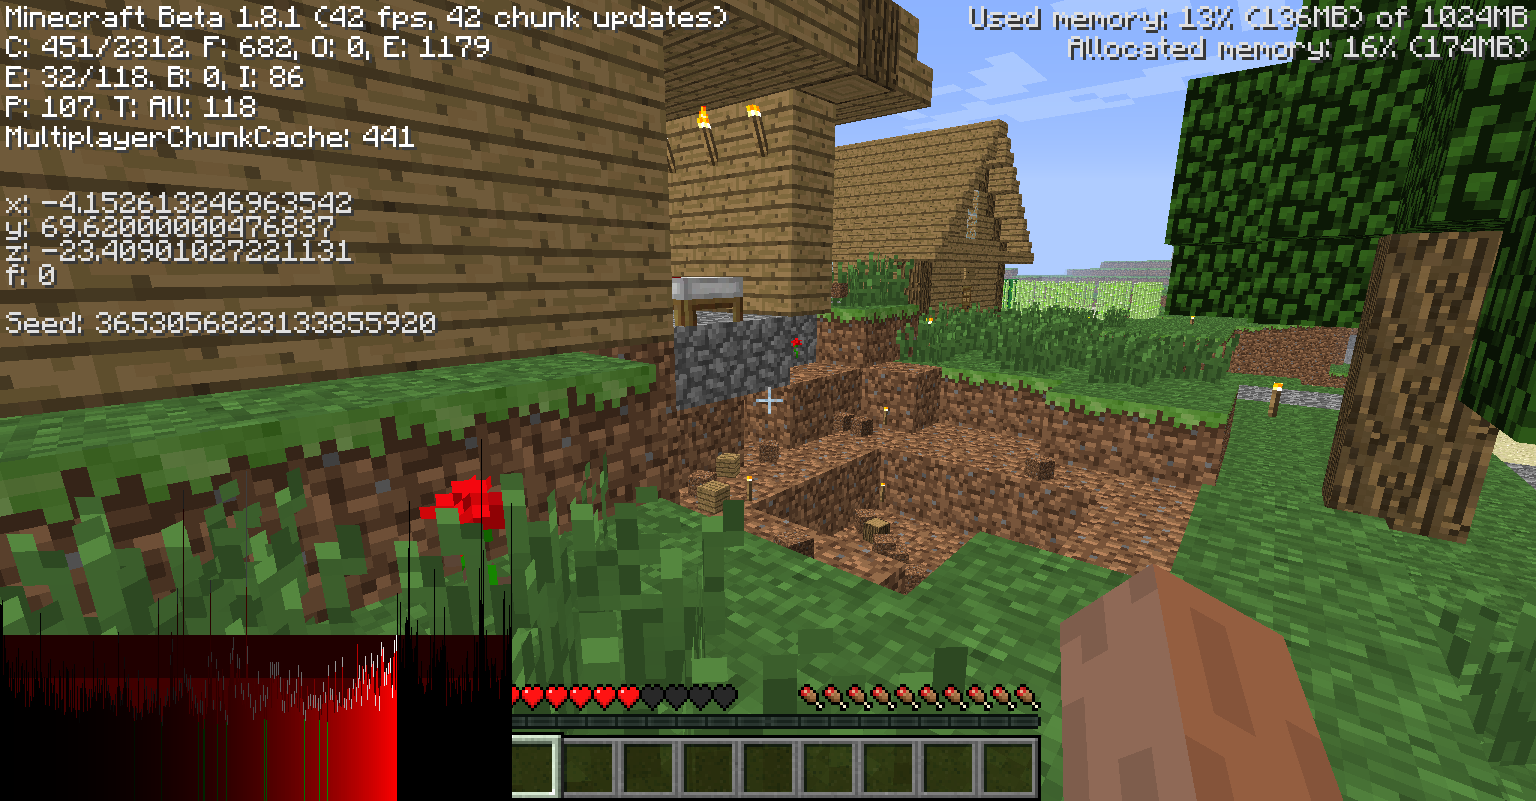 Minecraft Beta 1.8.1 (42 fps, 42 chunk updates)
C: 451/2312. F: 682, O: 0, E: 1179
E: 32/118. B: 0, I: 86
P: 107. T: All: 118
MultiplayerChunkCache: 441
x: -4.152613246963542
y: 69.62000000476837
z: -23.40901027221131
f: 0
Seed: 3653056823133855920
Used memory: 13% (136MB) of 1024MB
Allocated memory: 16% (174MB)